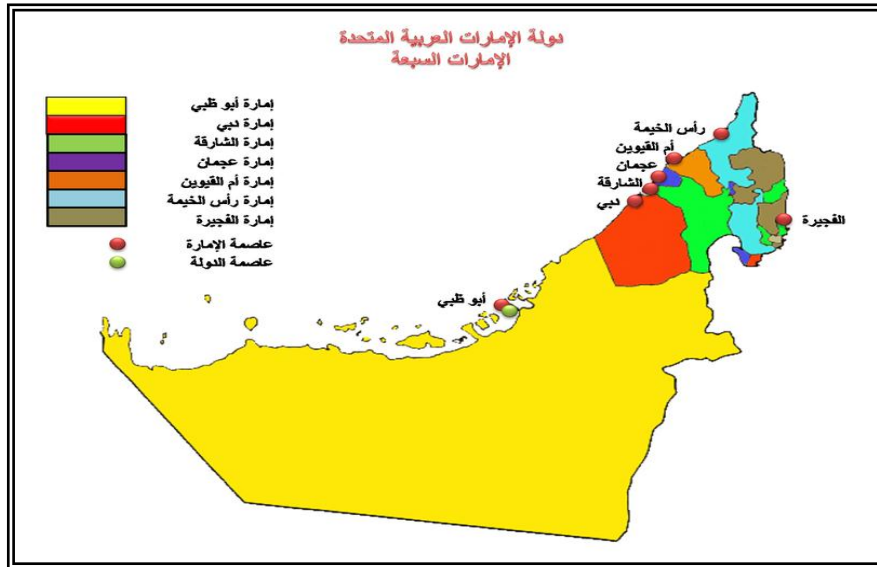 دولة الإمارات العربية المتحدة
الإمارات السبعة
إمارة أبو ظبي
إمارة دبي
إمارة الشارقة
إمارة عجمان
إمارة أم القيوين
إمارة رأس الخيمة
إمارة الفجيرة
عاصمة الإمارة
عاصمة الدولة
رأس الخيمة
أم القيوين
عجمان
الشارقة
دبي
الفجيرة
أبو ظبي